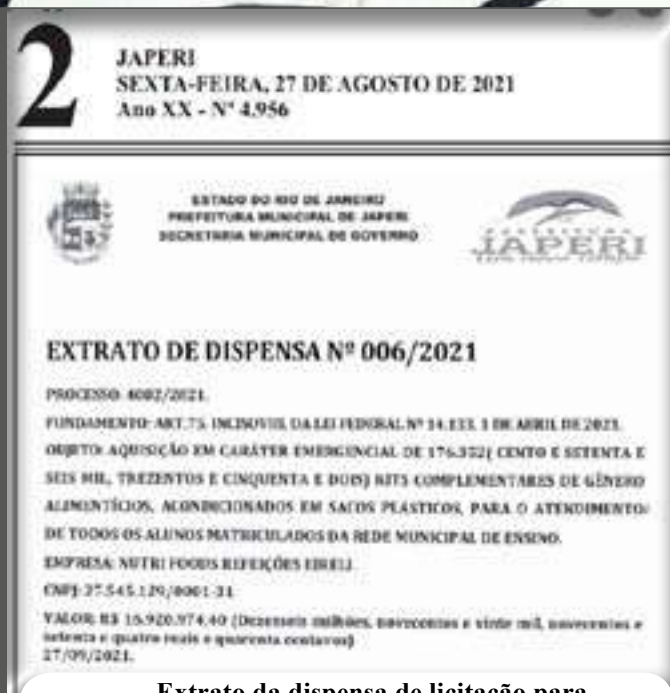 2
JAPERI
SEXTA-FEIRA, 27 DE AGOSTO DE 2021
Ano XX - Nº 4.956
ESTADO DO RIO DE JANEIRO
PREFEITURA MUNICIPAL DE JAPERI
SECRETARIA MUNICIPAL DE GOVERNO
PREFEITURA
JAPERI
EXTRATO DE DISPENSA Nº 006/2021
PROCESSO: 4002/2021.
FUNDAMENTO: ART.75, INCISOVIII, DA LEI FEDERAL Nº 14.133, 1 DE ABRIL DE 2021.
OBJETO: AQUISIÇÃO EM CARÁTER EMERGENCIAL DE 176.352( CENTO E SETENTA E
SEIS MIL, TREZENTOS E CINQUENTA E DOIS) KITS COMPLEMENTARES DE GÊNERO
ALIMENTÍCIOS, ACONDICIONADOS EM SACOS PLÁSTICOS, PARA O ATENDIMENTO
DE TODOS OS ALUNOS MATRICULADOS DA REDE MUNICIPAL DE ENSINO.
EMPRESA: NUTRI FOODS REFEIÇÕES EIRELI.
CNPJ: 27.545.129/0001-31
VALOR: R$ 16.920.974,40 (Dezesseis milhões, novecentos e vinte mil, novecentos e
setenta e quatro reais e quarenta centavos)
27/09/2021.
Extrato da dispensa de licitação para